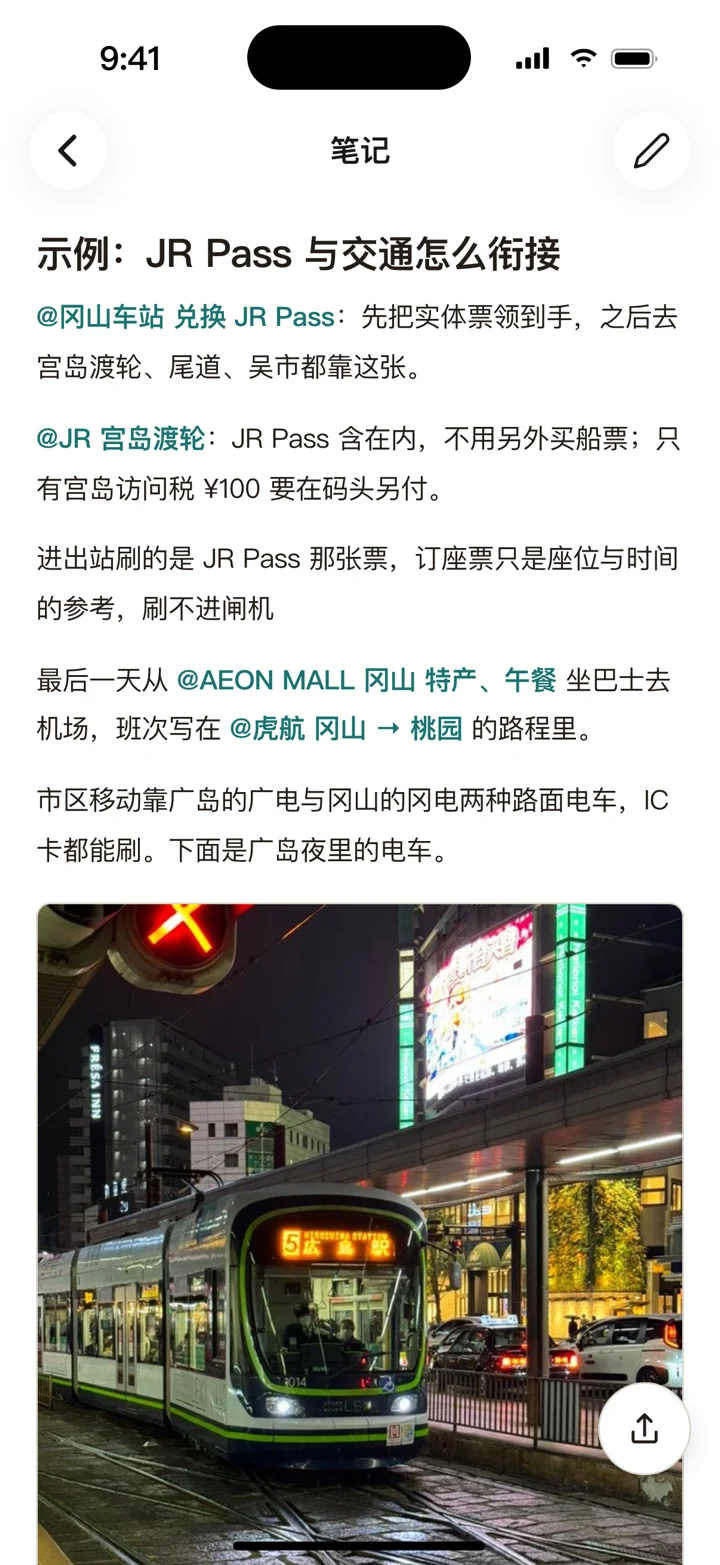 9:41
笔记
示例：JR Pass 与交通怎么衔接
@冈山车站 兑换 JR Pass：先把实体票领到手，之后去
宫岛渡轮、尾道、吴市都靠这张。
@JR 宫岛渡轮：JR Pass 含在内，不用另外买船票；只
有宫岛访问税 ¥100 要在码头另付。
进出站刷的是 JR Pass 那张票，订座票只是座位与时间
的参考，刷不进闸机
最后一天从 @AEON MALL 冈山 特产、午餐 坐巴士去
机场，班次写在 @虎航 冈山 → 桃园 的路程里。
市区移动靠广岛的广电与冈山的冈电两种路面电车，IC
卡都能刷。下面是广岛夜里的电车。
PRÉSA INN
5 HIROSHIMA STATION
広島駅
1014